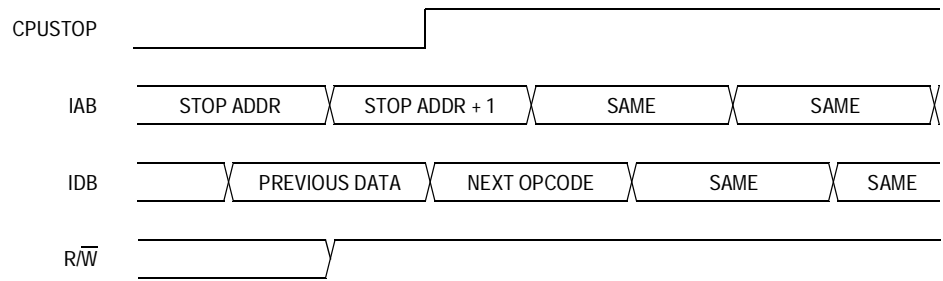 CPUSTOP
IAB STOP ADDR STOP ADDR + 1 SAME SAME
IDB PREVIOUS DATA NEXT OPCODE SAME SAME
R/W̅